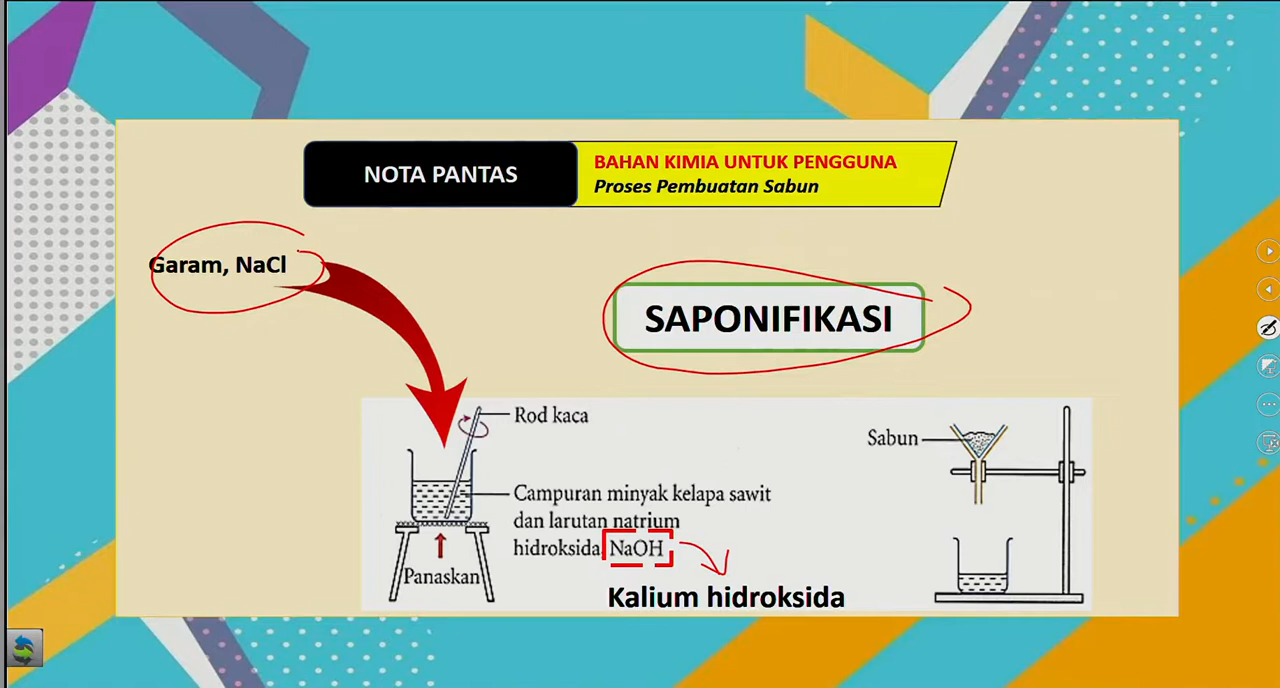 NOTA PANTAS
BAHAN KIMIA UNTUK PENGGUNA
Proses Pembuatan Sabun
Garam, NaCl
SAPONIFIKASI
Rod kaca
Sabun
Campuran minyak kelapa sawit
dan larutan natrium
hidroksida, NaOH
Panaskan
Kalium hidroksida